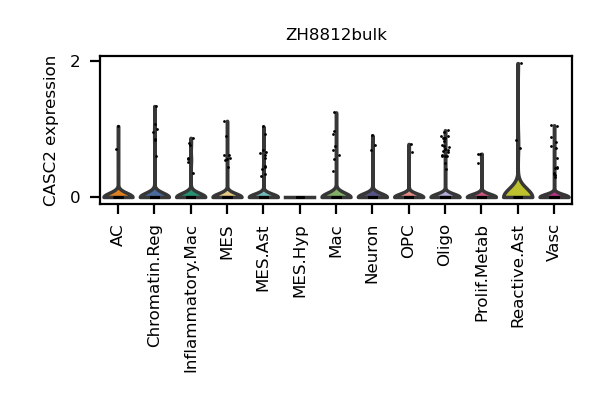 ZH8812bulk
CASC2 expression
2
0
AC
Chromatin.Reg
Inflammatory.Mac
MES
MES.Ast
MES.Hyp
Mac
Neuron
OPC
Oligo
Prolif.Metab
Reactive.Ast
Vasc